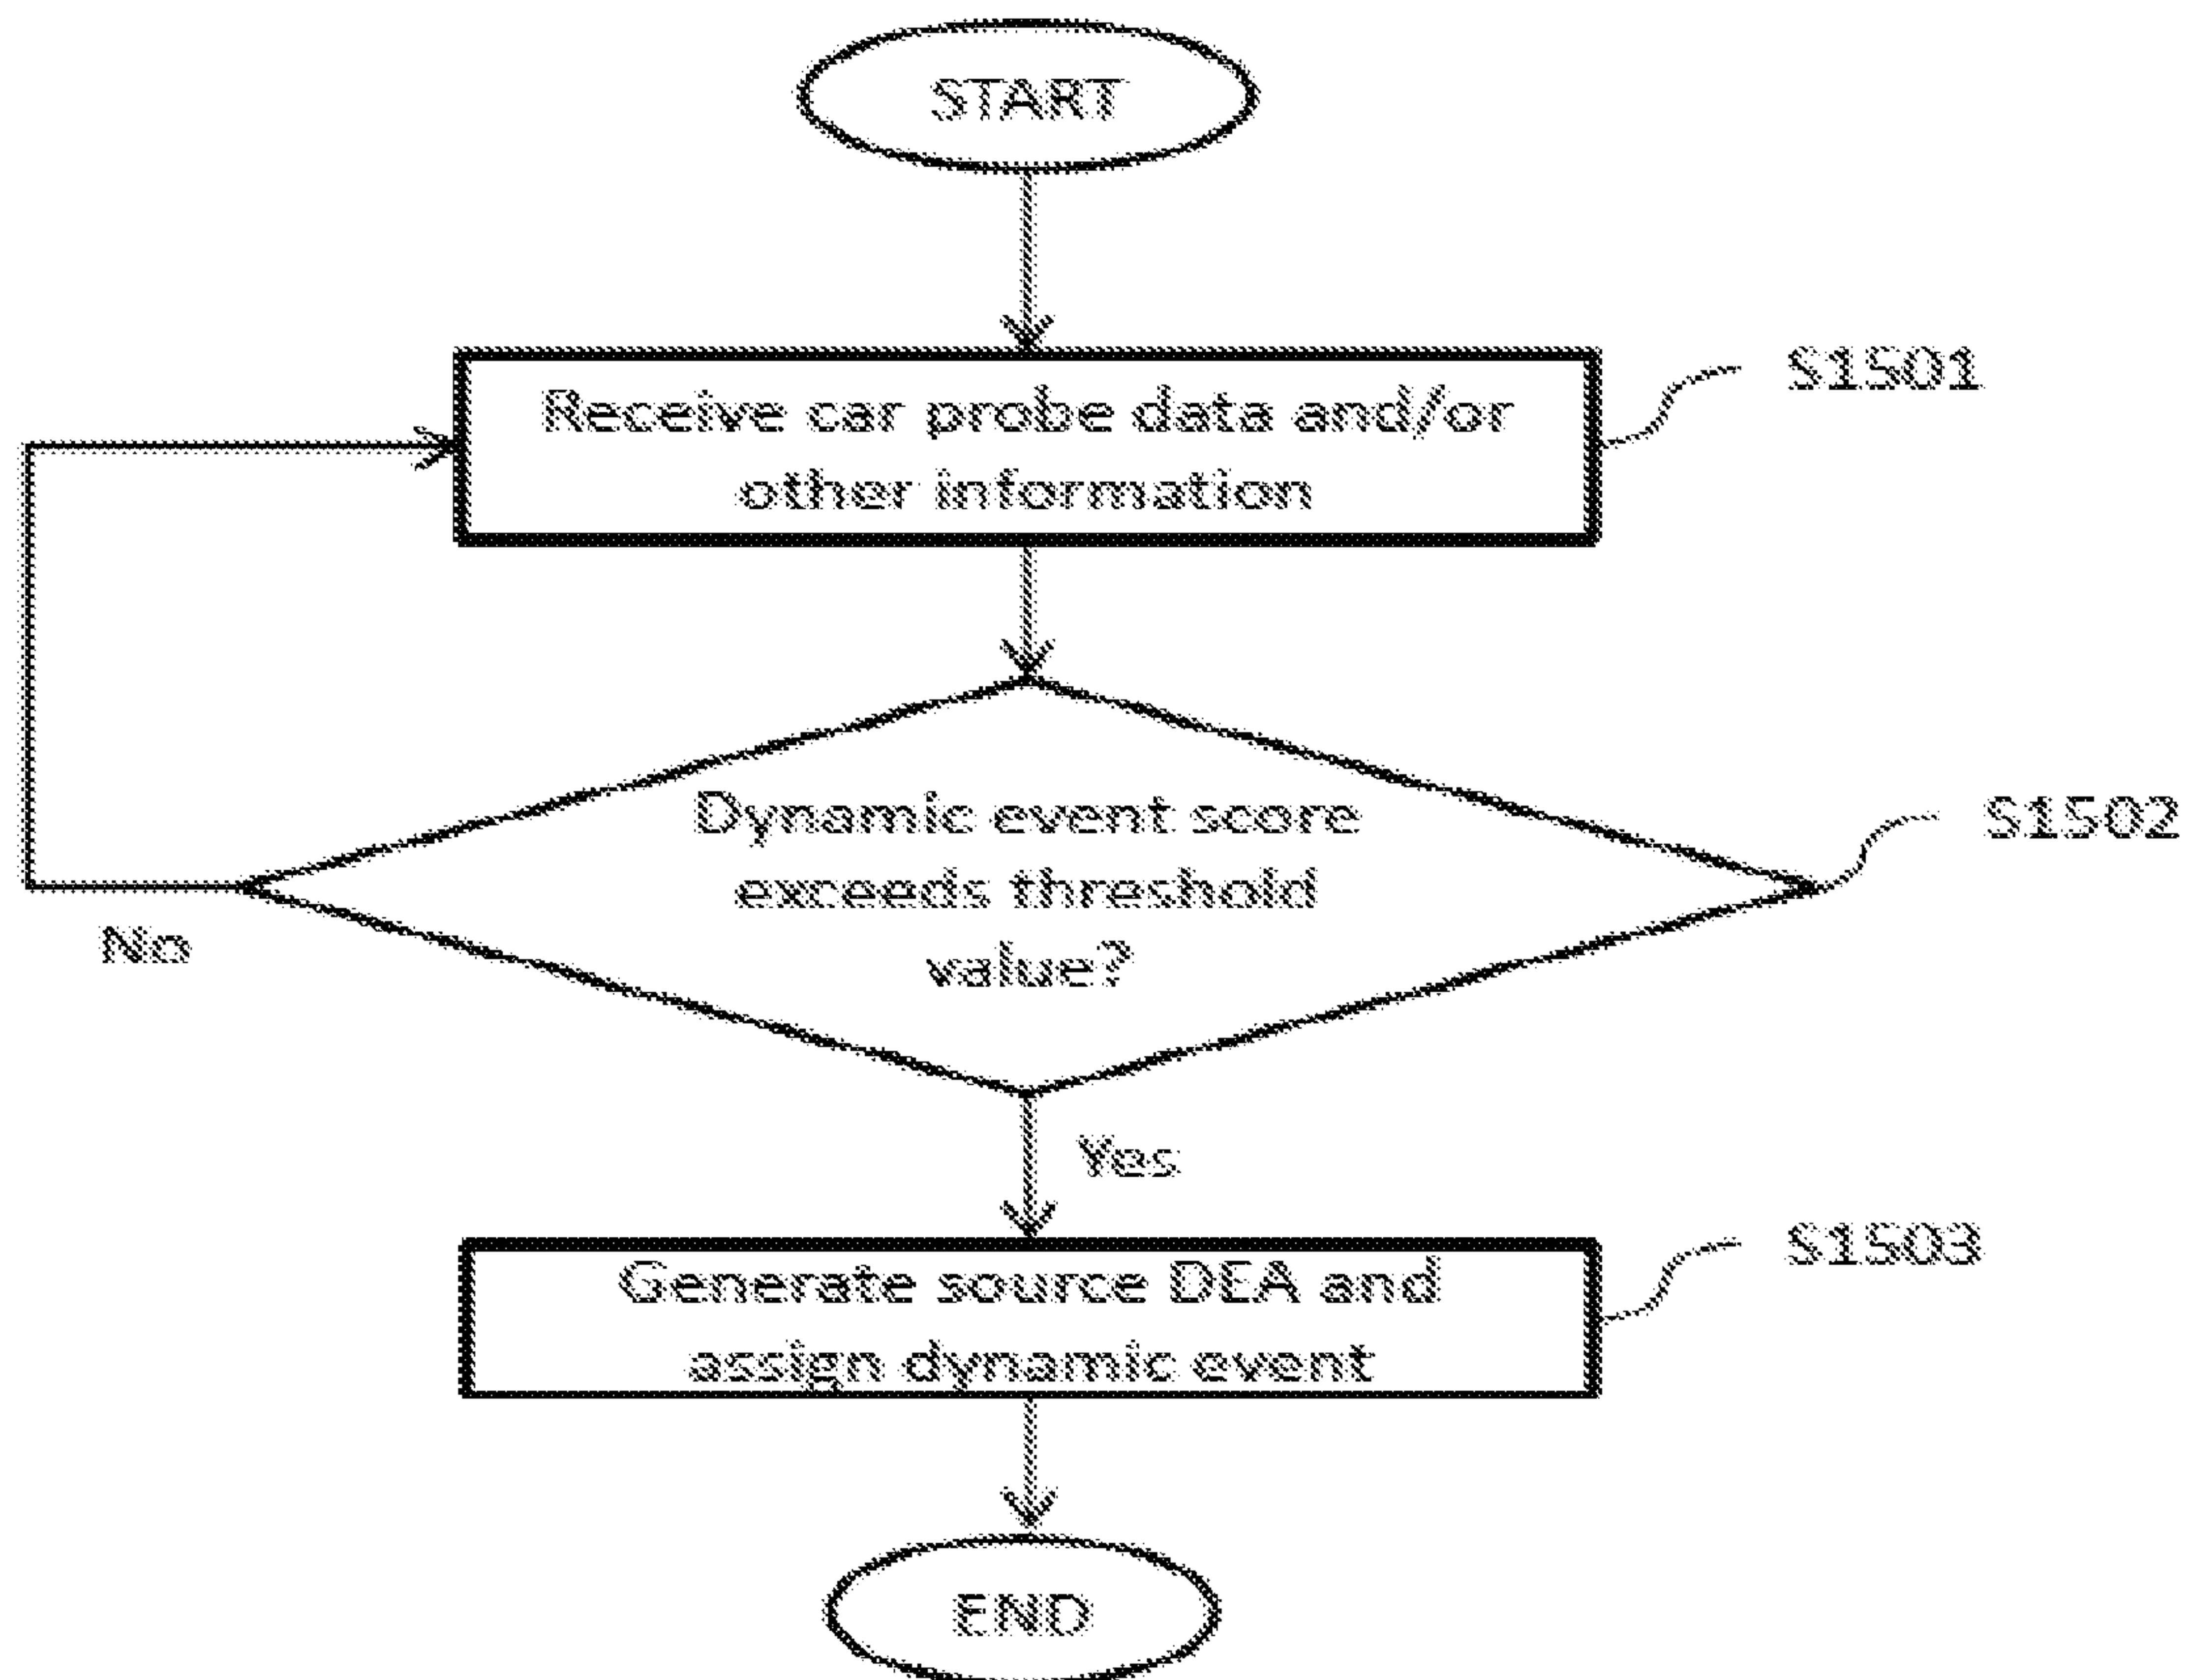 START
Receive car probe data and/or
other information
S1501
Dynamic event score
exceeds threshold
value?
S1502
No
Yes
Generate source DEA and
assign dynamic event
S1503
END